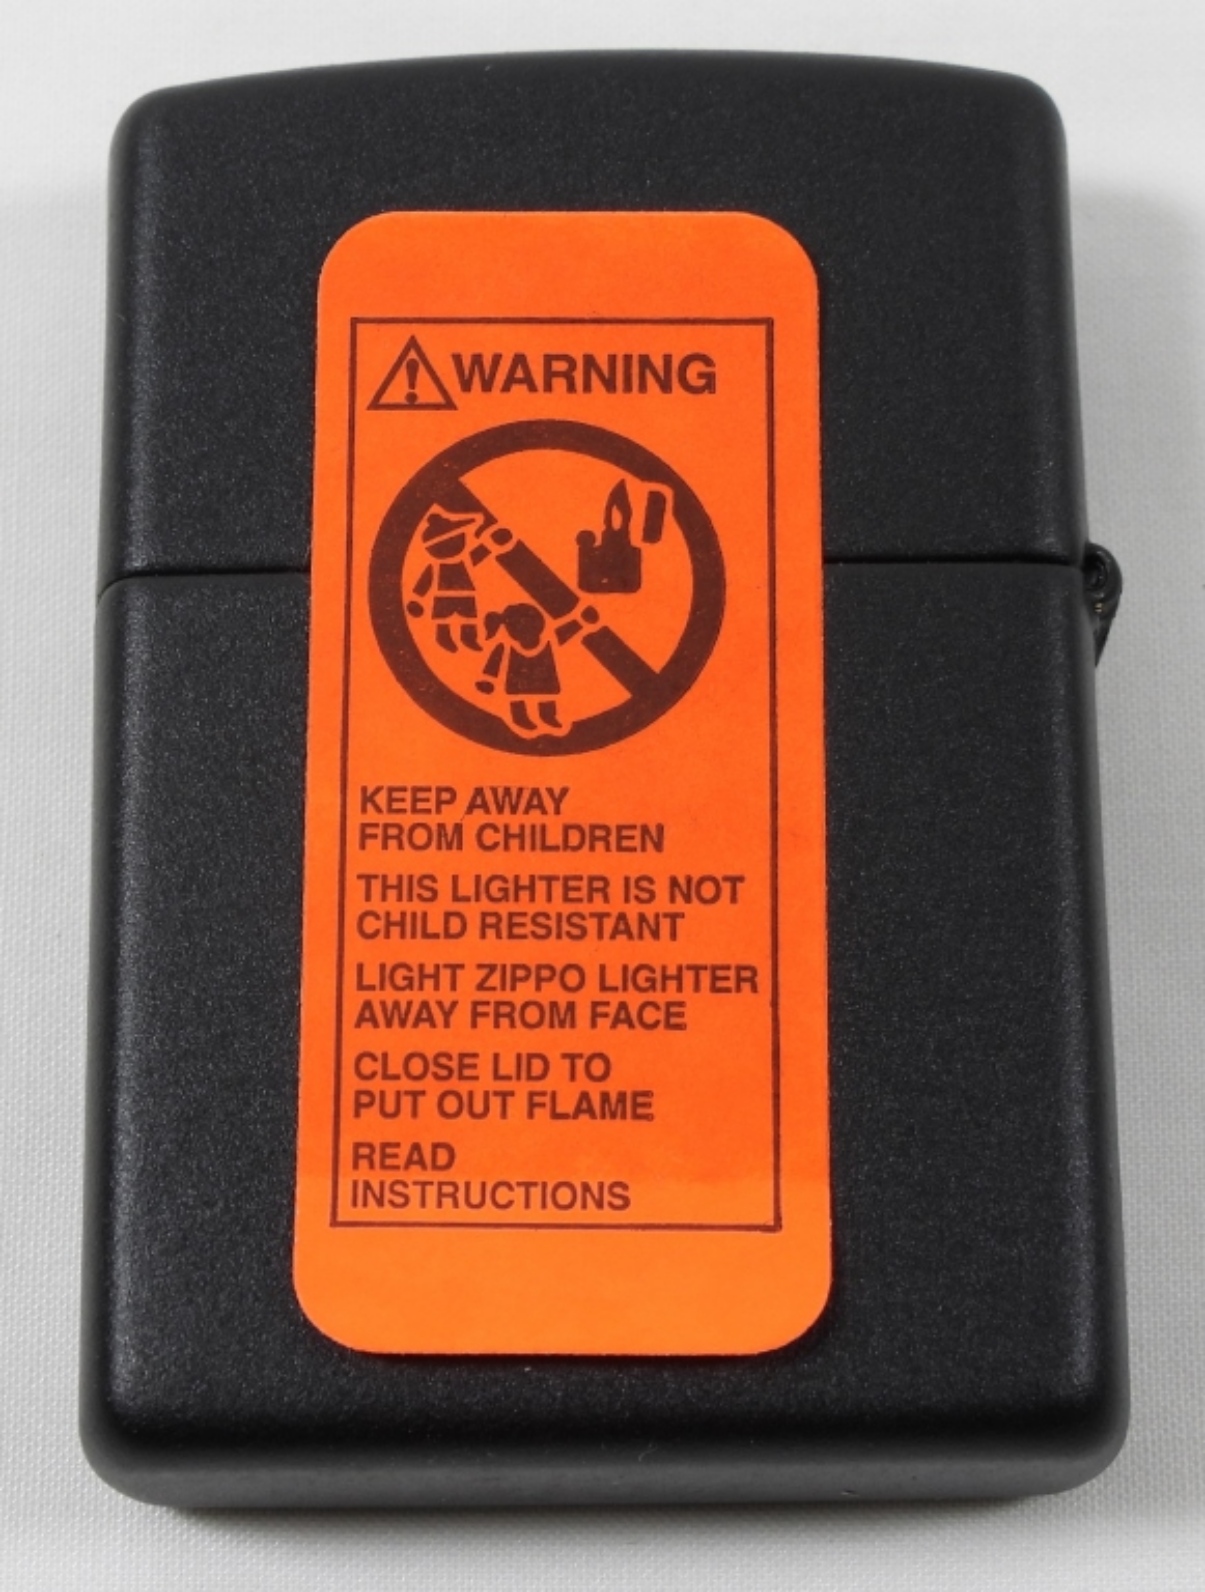 WARNING
KEEP AWAY
FROM CHILDREN
THIS LIGHTER IS NOT
CHILD RESISTANT
LIGHT ZIPPO LIGHTER
AWAY FROM FACE
CLOSE LID TO
PUT OUT FLAME
READ
INSTRUCTIONS